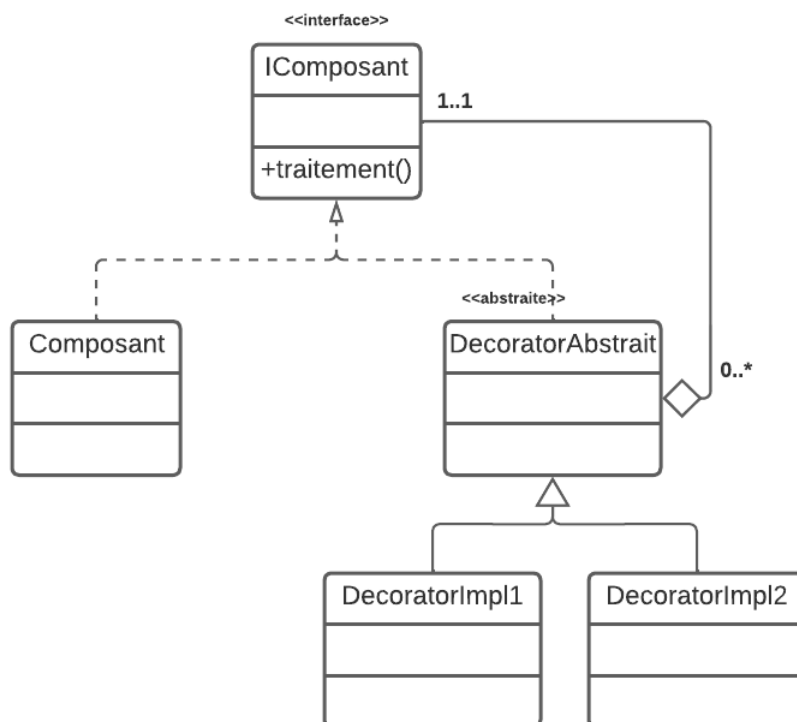 <<interface>>
IComposant
1..1
+traitement()
<<abstraite>>
Composant
DecoratorAbstrait
0..*
DecoratorImpl1
DecoratorImpl2